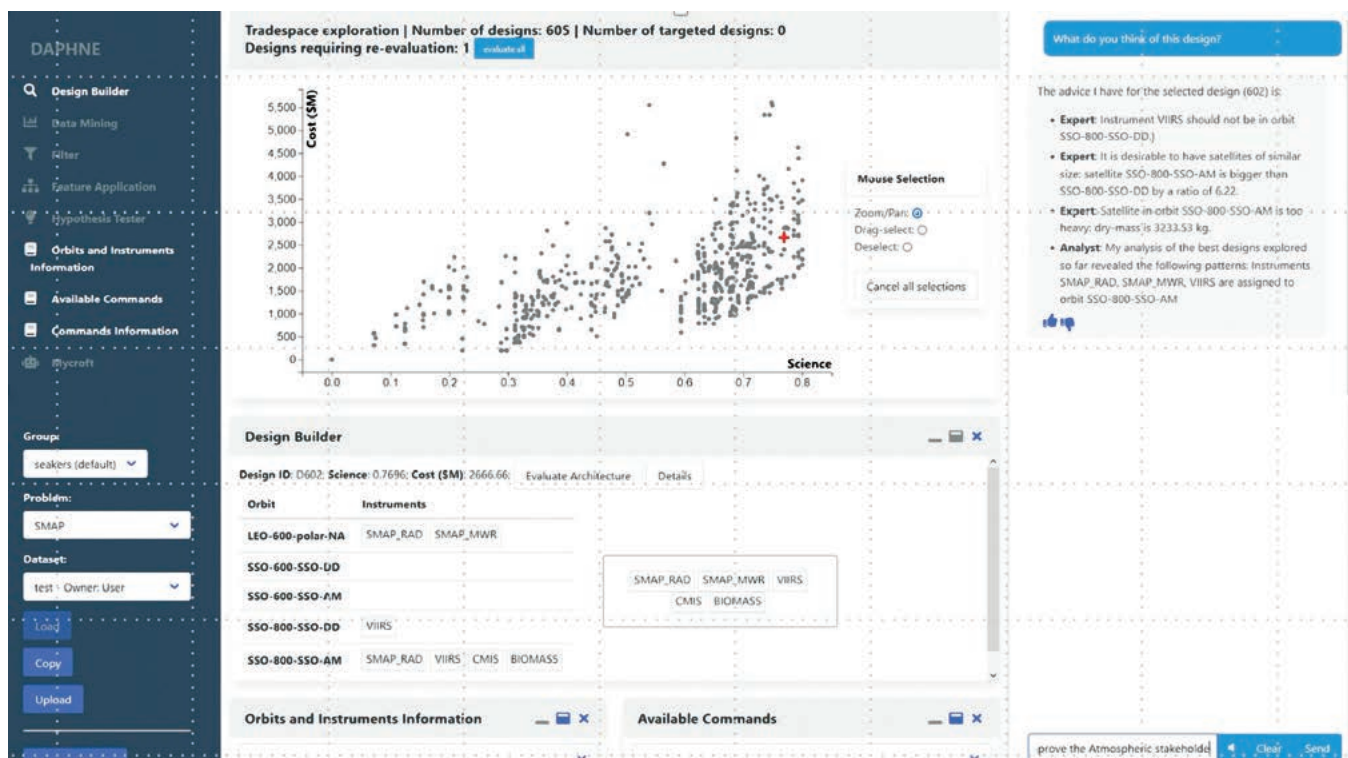 DAPHNE
Design Builder
Data Mining
Filter
Feature Application
Hypothesis Tester
Orbits and Instruments
Information
Available Commands
Commands Information
Mycroft
Group:
seakers (default)
Problem:
SMAP
Dataset:
test - Owner: User
Load
Copy
Upload
Tradespace exploration | Number of designs: 605 | Number of targeted designs: 0
Designs requiring re-evaluation: 1 evaluate all
Cost ($M)
5,500
5,000
4,500
4,000
3,500
3,000
2,500
2,000
1,500
1,000
500
0
0.0 0.1 0.2 0.3 0.4 0.5 0.6 0.7 0.8
Science
Mouse Selection
Zoom/Pan:
Drag-select:
Deselect:
Cancel all selections
Design Builder
Design ID: D602; Science: 0.7696; Cost ($M): 2666.66; Evaluate Architecture Details
Orbit Instruments
LEO-600-polar-NA SMAP_RAD SMAP_MWR
SSO-600-SSO-DD
SSO-600-SSO-AM
SSO-800-SSO-DD VIIRS
SSO-800-SSO-AM SMAP_RAD VIIRS CMIS BIOMASS
SMAP_RAD SMAP_MWR VIIRS
CMIS BIOMASS
Orbits and Instruments Information
Available Commands
What do you think of this design?
The advice I have for the selected design (602) is:
• Expert: Instrument VIIRS should not be in orbit
SSO-800-SSO-DD.)
• Expert: It is desirable to have satellites of similar
size: satellite SSO-800-SSO-AM is bigger than
SSO-800-SSO-DD by a ratio of 6.22.
• Expert: Satellite in orbit SSO-800-SSO-AM is too
heavy: dry-mass is 3233.53 kg.
• Analyst: My analysis of the best designs explored
so far revealed the following patterns: Instruments
SMAP_RAD, SMAP_MWR, VIIRS are assigned to
orbit SSO-800-SSO-AM
prove the Atmospheric stakeholde
Clear Send